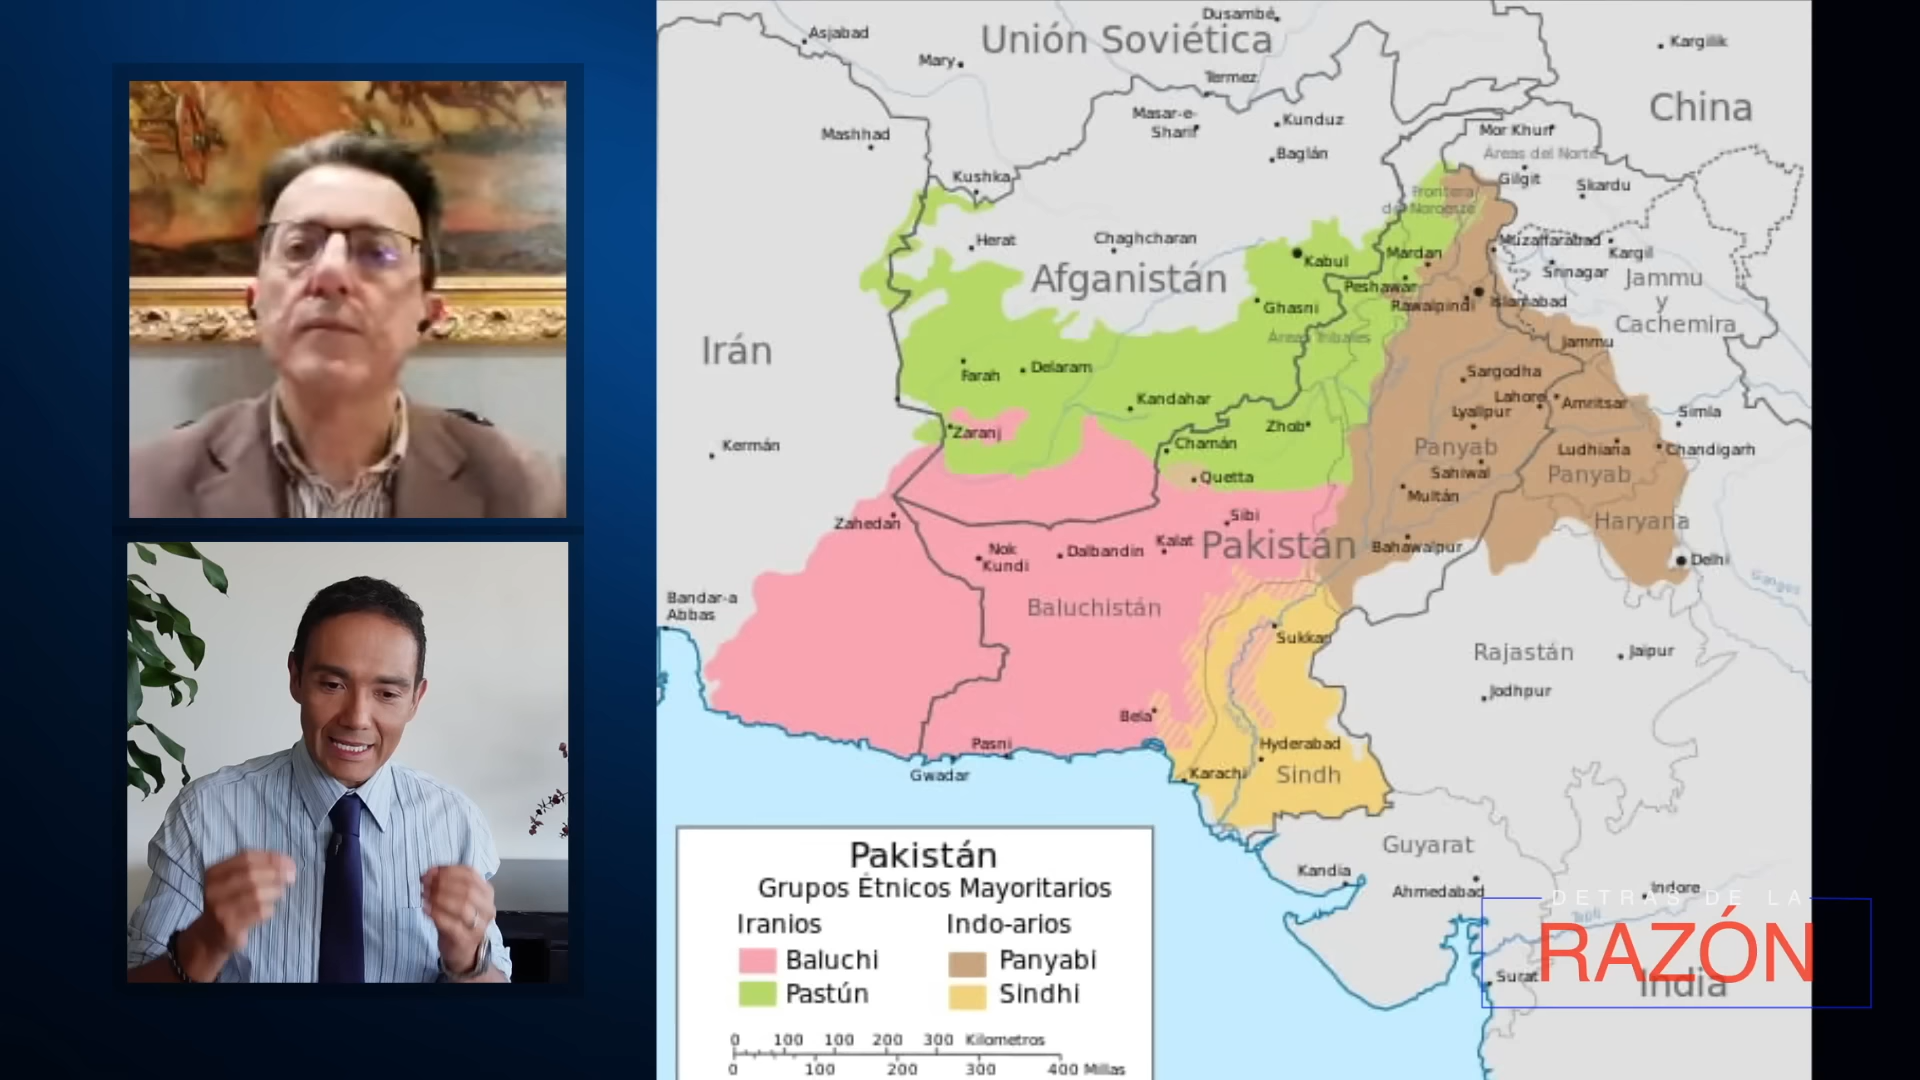 Dusambé
Asjabad
Unión Soviética
Kargilik
Mary
Termez
China
Masar-e-
Sharif
Kunduz
Mashhad
Mor Khun
Baglán
Áreas del Norte
Kushka
Gilgit
Skardu
Frontera
del Noroeste
Herat
Chaghcharan
Muzaffarabad
Kargil
Kabul
Mardan
Srinagar
Jammu
y
Cachemira
Afganistán
Peshawar
Ghasni
Rawalpindi
Islamabad
Áreas Tribales
Irán
Jammu
Farah
Delaram
Sargodha
Kandahar
Lahore
Amritsar
Lyallpur
Simla
Zaranj
Zhob
Kermán
Chamán
Panyab
Ludhiana
Chandigarh
Quetta
Sahiwal
Panyab
Multán
Zahedan
Sibi
Haryana
Nok
Kundi
Dalbandin
Kalat
Pakistán
Bahawalpur
Delhi
Ganges
Bandar-a
Abbas
Baluchistán
Sukkar
Rajastán
Jaipur
Jodhpur
Bela
Pasni
Hyderabad
Gwadar
Karachi
Sindh
Guyarat
Kandla
Ahmedabad
Indore
Surat
India
DETRÁS DE LA
RAZÓN
Pakistán
Grupos Étnicos Mayoritarios
Iranios
Indo-arios
Baluchi
Panyabi
Pastún
Sindhi
0 100 100 200 300 Kilometros
0 100 200 300 400 Millas